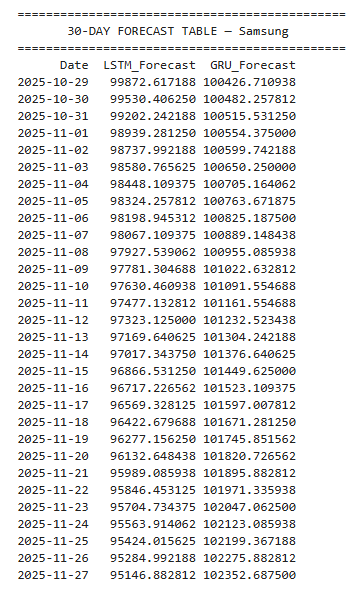 ==============================================
30-DAY FORECAST TABLE — Samsung
==============================================
Date LSTM_Forecast GRU_Forecast
2025-10-29 99872.617188 100426.710938
2025-10-30 99530.406250 100482.257812
2025-10-31 99202.242188 100515.531250
2025-11-01 98939.281250 100554.375000
2025-11-02 98737.992188 100599.742188
2025-11-03 98580.765625 100650.250000
2025-11-04 98448.109375 100705.164062
2025-11-05 98324.257812 100763.671875
2025-11-06 98198.945312 100825.187500
2025-11-07 98067.109375 100889.148438
2025-11-08 97927.539062 100955.085938
2025-11-09 97781.304688 101022.632812
2025-11-10 97630.460938 101091.554688
2025-11-11 97477.132812 101161.554688
2025-11-12 97323.125000 101232.523438
2025-11-13 97169.640625 101304.242188
2025-11-14 97017.343750 101376.640625
2025-11-15 96866.531250 101449.625000
2025-11-16 96717.226562 101523.109375
2025-11-17 96569.328125 101597.007812
2025-11-18 96422.679688 101671.281250
2025-11-19 96277.156250 101745.851562
2025-11-20 96132.648438 101820.726562
2025-11-21 95989.085938 101895.882812
2025-11-22 95846.453125 101971.335938
2025-11-23 95704.734375 102047.062500
2025-11-24 95563.914062 102123.085938
2025-11-25 95424.015625 102199.367188
2025-11-26 95284.992188 102275.882812
2025-11-27 95146.882812 102352.687500